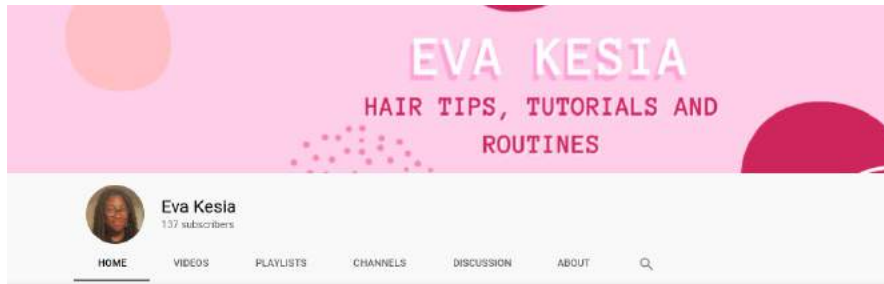 EVA KESIA
HAIR TIPS, TUTORIALS AND
ROUTINES
Eva Kesia
137 subscribers
HOME VIDEOS PLAYLISTS CHANNELS DISCUSSION ABOUT